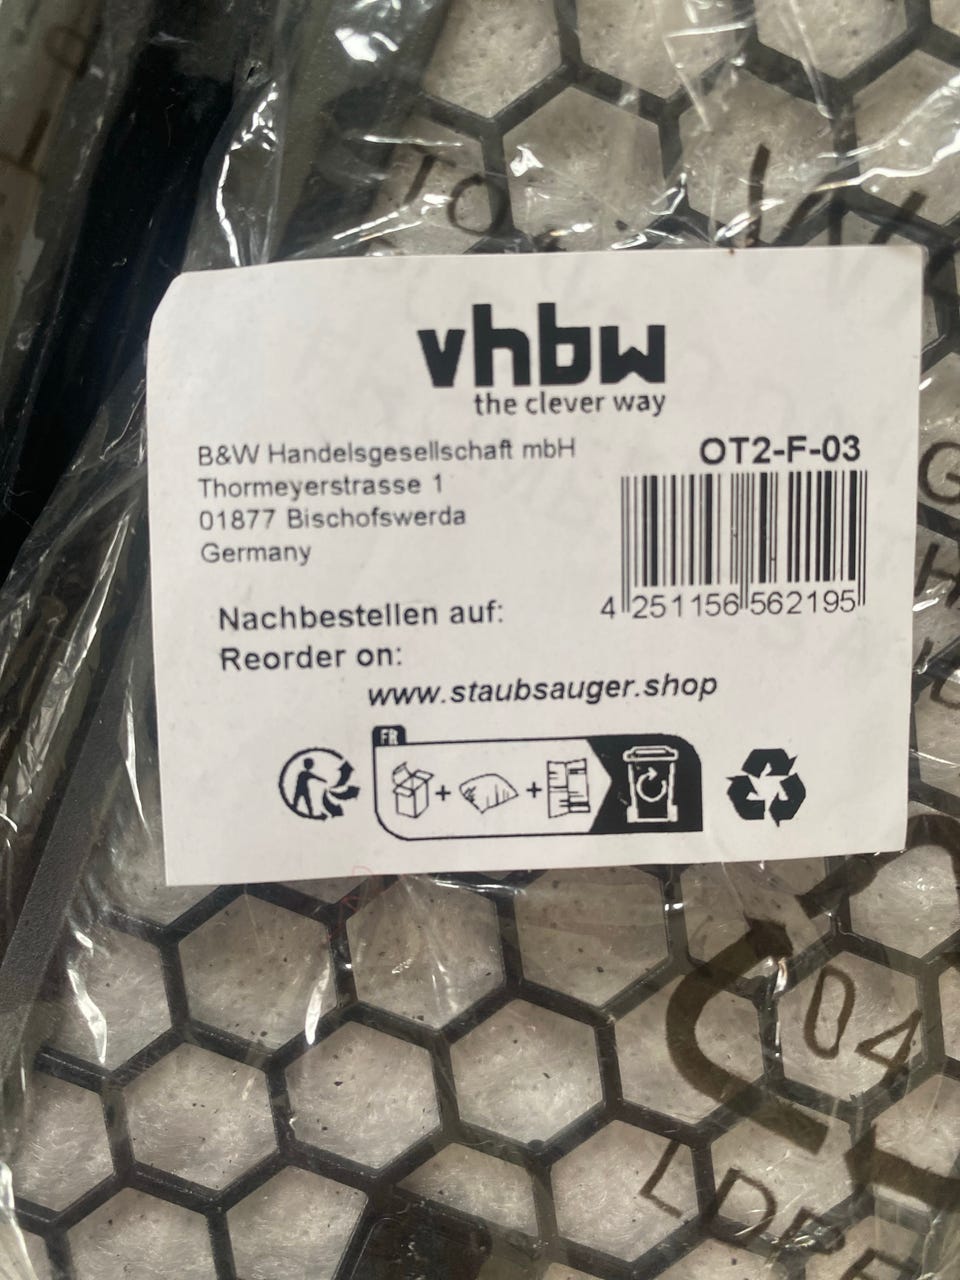 vhbw
the clever way
B&W Handelsgesellschaft mbH
Thormeyerstrasse 1
01877 Bischofswerda
Germany
OT2-F-03
4 251156 562195
Nachbestellen auf:
Reorder on:
www.staubsauger.shop
FR
04